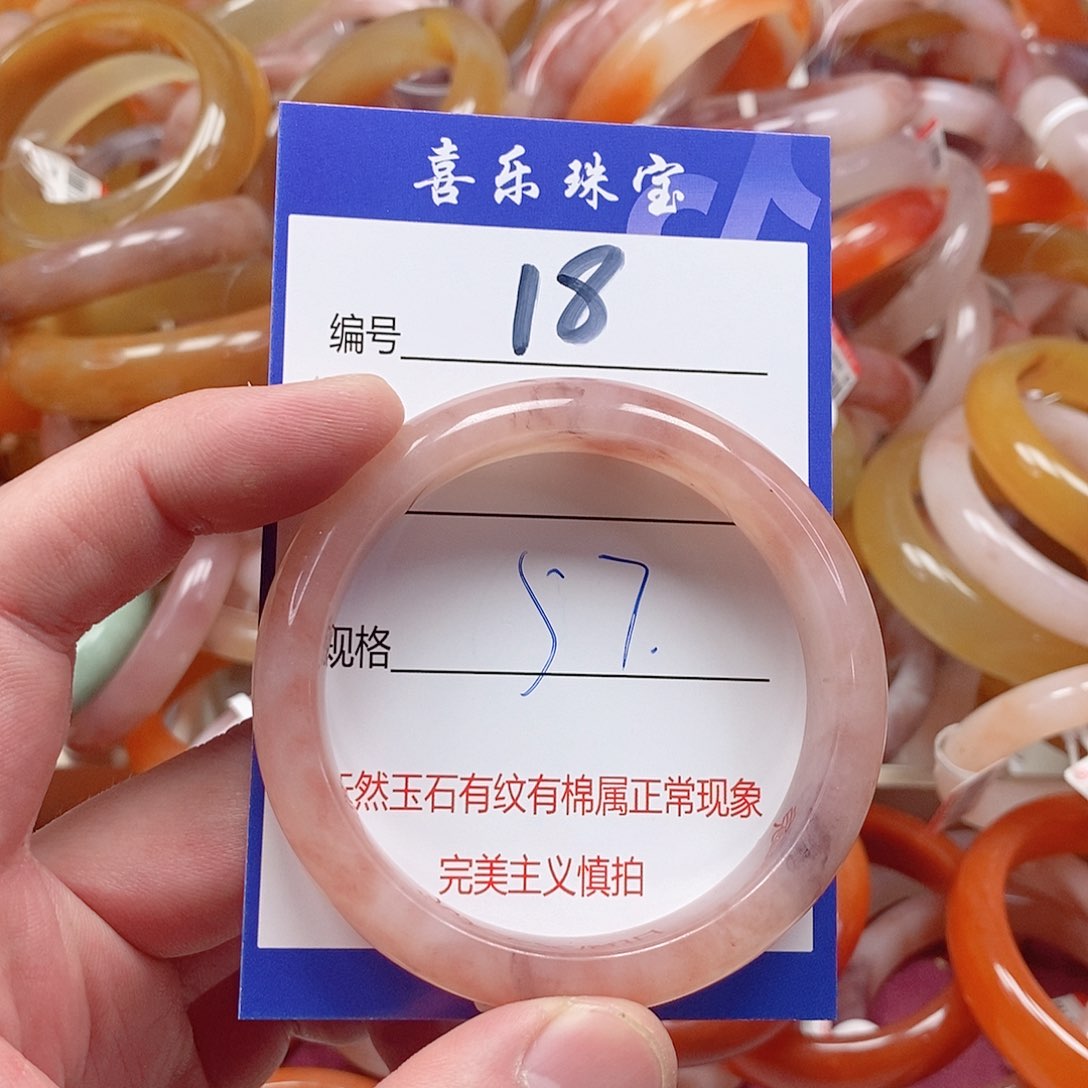 喜乐珠宝
编号 18
规格 57.
天然玉石有纹有棉属正常现象
完美主义慎拍